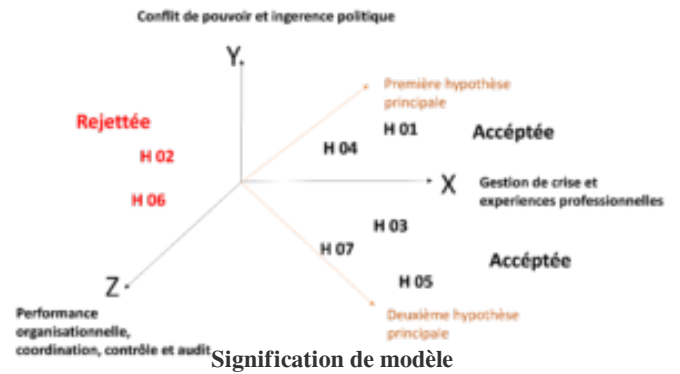 Conflit de pouvoir et ingerence politique
Y
Première hypothèse
principale
Rejettée
H 01
Accéptée
H 04
H 02
X
Gestion de crise et
experiences professionnelles
H 06
H 03
H 07
Accéptée
H 05
Z
Performance
organisationnelle,
coordination, contrôle et audit
Deuxième hypothèse
principale
Signification de modèle